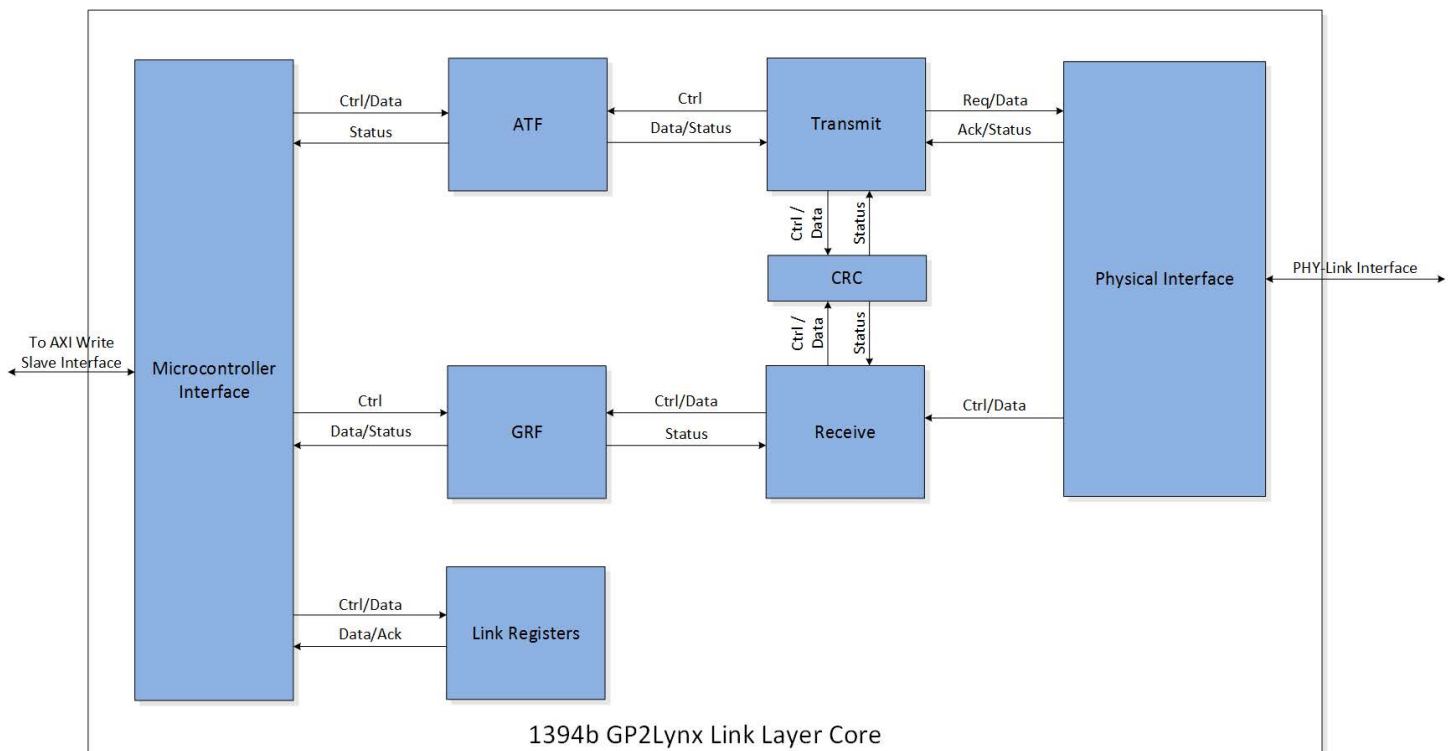 Ctrl/Data
Status
ATF
Ctrl
Data/Status
Transmit
Req/Data
Ack/Status
Ctrl /
Data
Status
CRC
Physical Interface
PHY-Link Interface
Ctrl /
Data
Status
To AXI Write
Slave Interface
Microcontroller
Interface
Ctrl
Data/Status
GRF
Ctrl/Data
Status
Receive
Ctrl/Data
Ctrl/Data
Data/Ack
Link Registers
1394b GP2Lynx Link Layer Core